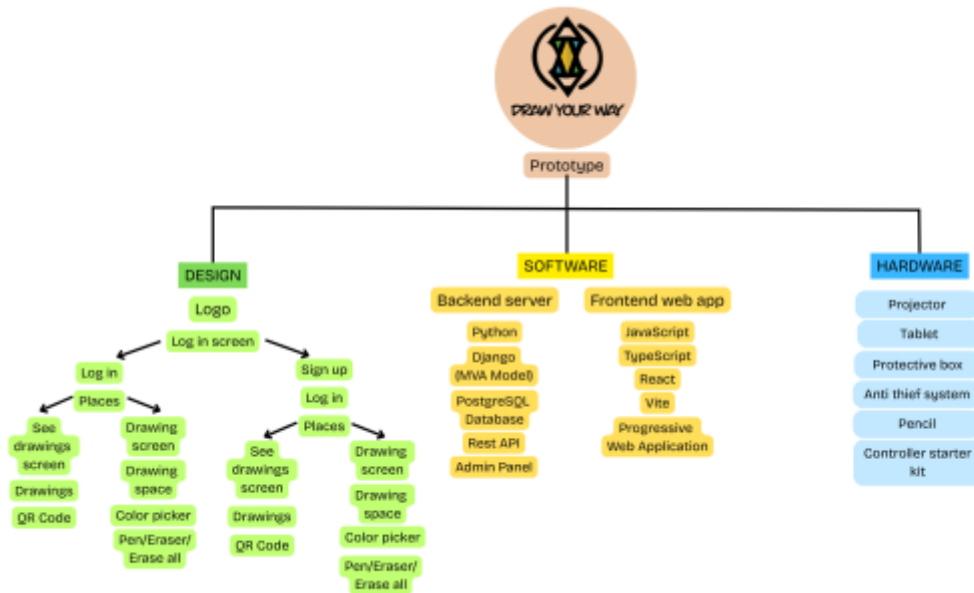 DRAW YOUR WAY
Prototype
DESIGN
Logo
Log in screen
Log in
Places
See
drawings
screen
Drawings
QR Code
Drawing
screen
Drawing
space
Color picker
Pen/Eraser/
Erase all
Sign up
Log in
Places
See
drawings
screen
Drawings
QR Code
Drawing
screen
Drawing
space
Color picker
Pen/Eraser/
Erase all
SOFTWARE
Backend server
Python
Django
(MVA Model)
PostgreSQL
Database
Rest API
Admin Panel
Frontend web app
JavaScript
TypeScript
React
Vite
Progressive
Web Application
HARDWARE
Projector
Tablet
Protective box
Anti thief system
Pencil
Controller starter
kit